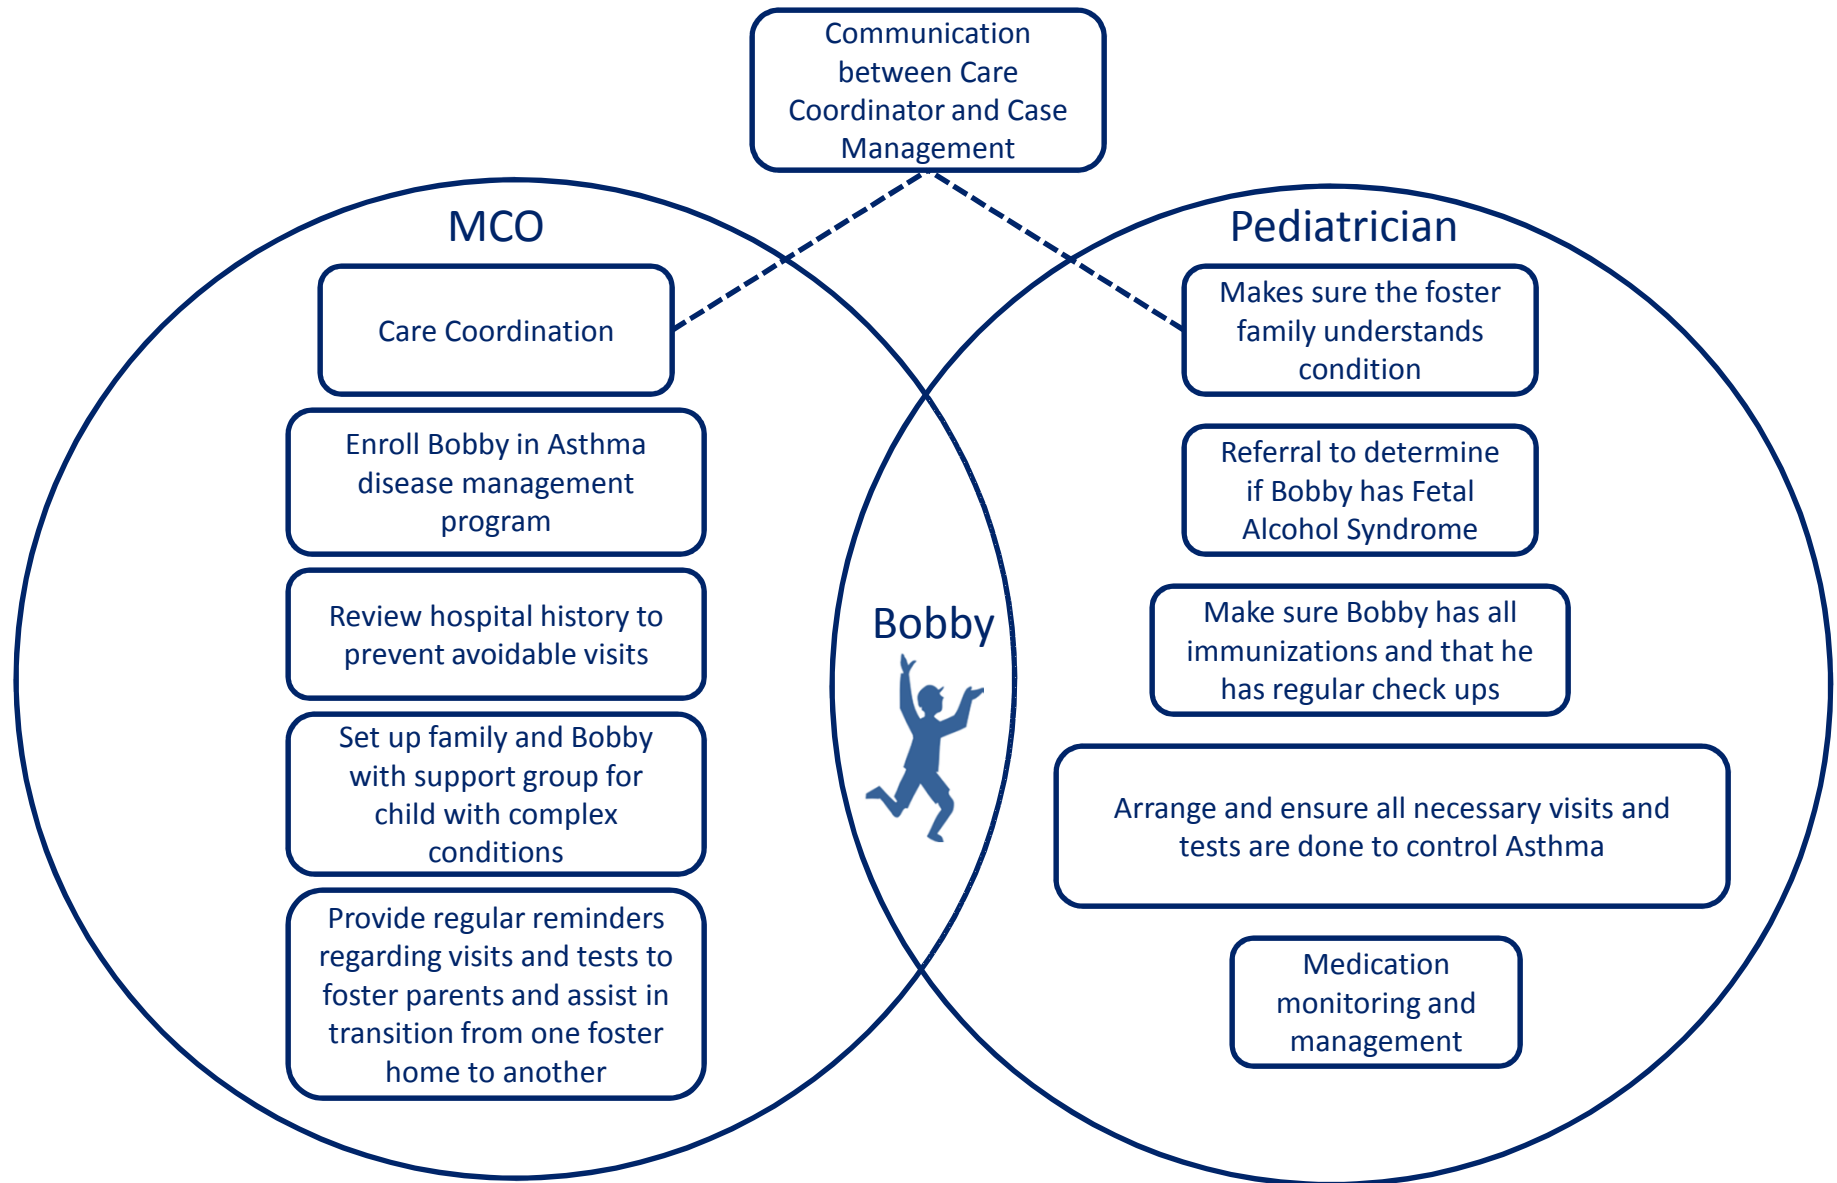 Communication
between Care
Coordinator and Case
Management
MCO
Care Coordination
Enroll Bobby in Asthma
disease management
program
Review hospital history to
prevent avoidable visits
Set up family and Bobby
with support group for
child with complex
conditions
Provide regular reminders
regarding visits and tests to
foster parents and assist in
transition from one foster
home to another
Bobby
Pediatrician
Makes sure the foster
family understands
condition
Referral to determine
if Bobby has Fetal
Alcohol Syndrome
Make sure Bobby has all
immunizations and that he
has regular check ups
Arrange and ensure all necessary visits and
tests are done to control Asthma
Medication
monitoring and
management